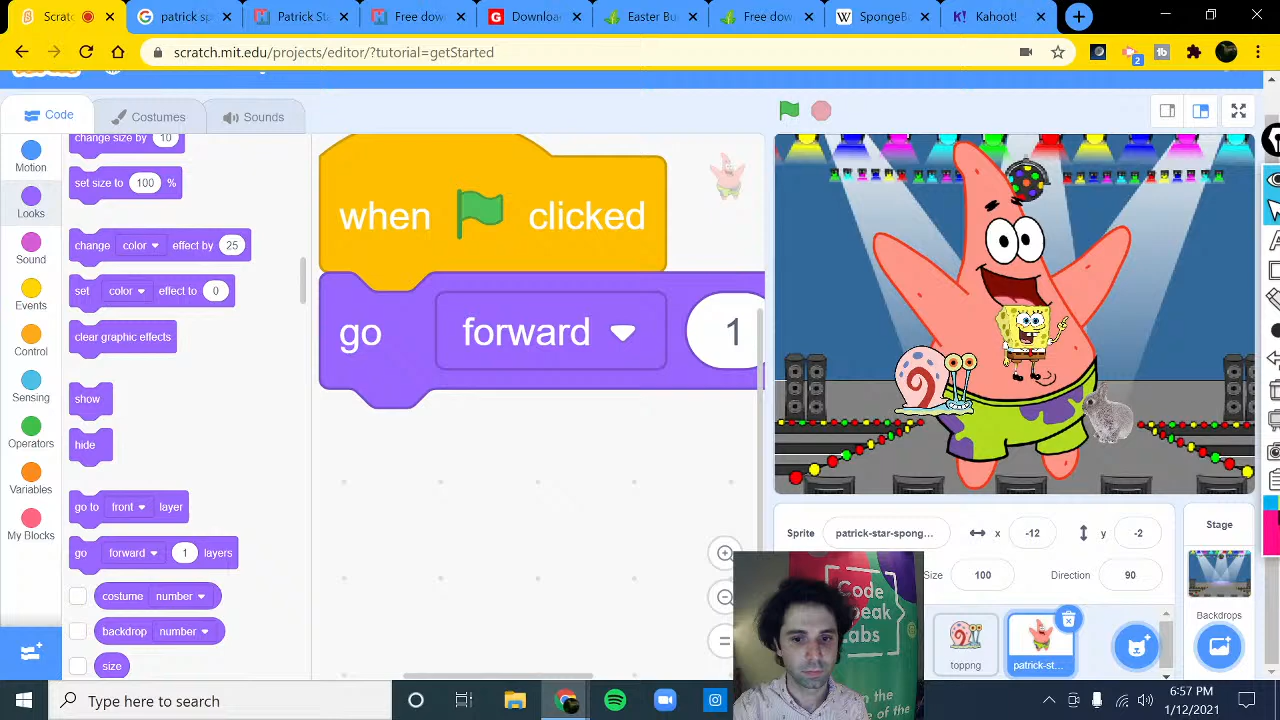 Scratc
patrick sp
Patrick Sta
Free dow
Downloa
Easter Bu
Free dow
SpongeB
Kahoot!
scratch.mit.edu/projects/editor/?tutorial=getStarted
2
Code
Costumes
Sounds
Motion
Looks
Sound
Events
Control
Sensing
Operators
Variables
My Blocks
change size by 10
set size to 100 %
change color effect by 25
set color effect to 0
clear graphic effects
show
hide
go to front layer
go forward 1 layers
costume number
backdrop number
size
when clicked
go forward 1
Sprite patrick-star-spong... x -12 y -2
Size 100 Direction 90
Stage
Backdrops
toppng
patrick-st...
Code
Speak
Labs
Type here to search
6:57 PM
1/12/2021